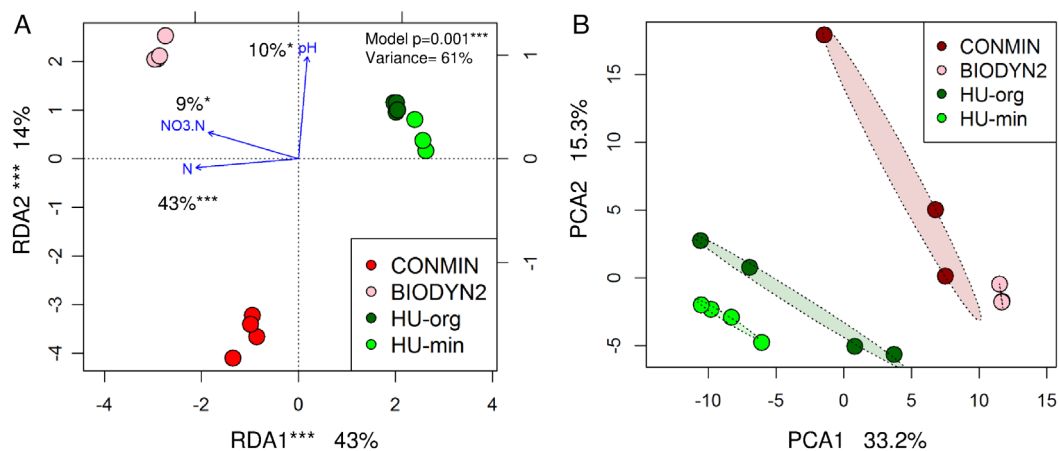 A
10%*
pH
Model p=0.001***
Variance= 61%
9%*
NO3.N
N
43%***
RDA2 *** 14%
2
1
0
-1
-2
-3
-4
1
0
-1
CONMIN
BIODYN2
HU-org
HU-min
-4
-2
0
2
4
RDA1*** 43%
B
CONMIN
BIODYN2
HU-org
HU-min
PCA2 15.3%
15
5
0
-5
-10
-5
0
5
10
15
PCA1 33.2%